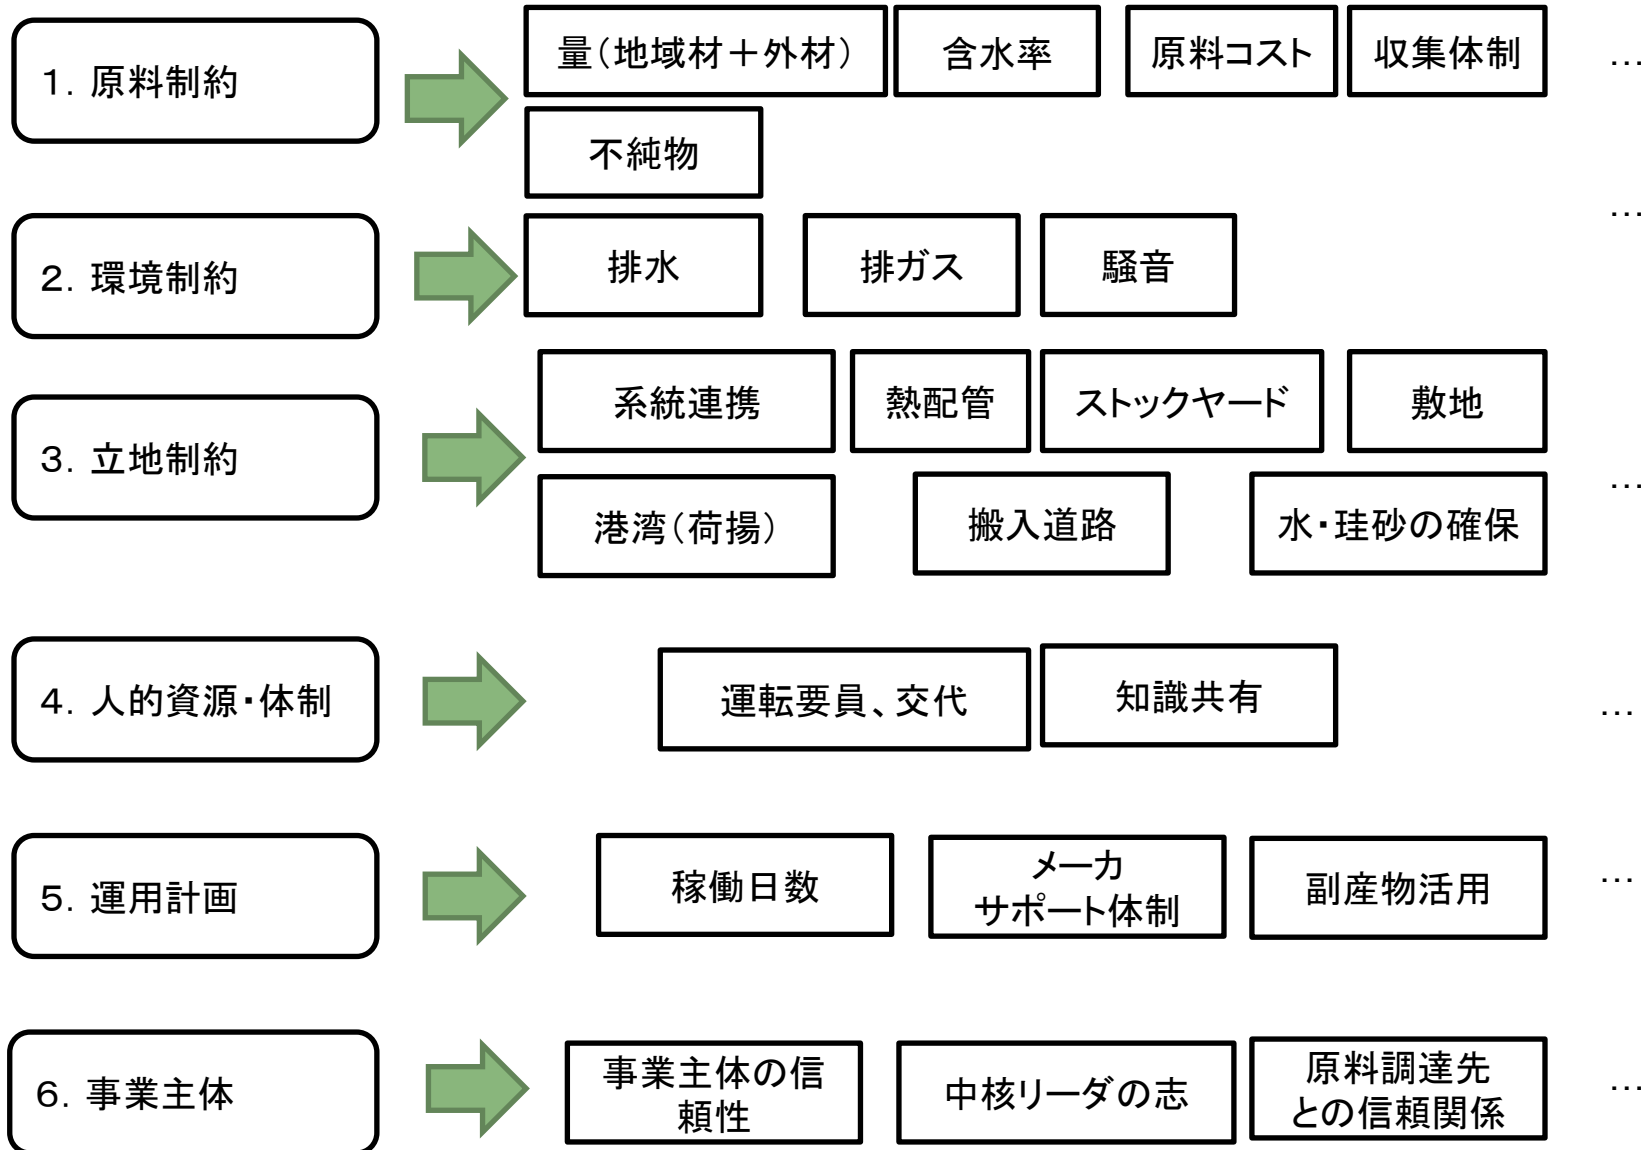 1. 原料制約
量(地域材＋外材)
含水率
原料コスト
収集体制
…
不純物
…
2. 環境制約
排水
排ガス
騒音
3. 立地制約
系統連携
熱配管
ストックヤード
敷地
港湾(荷揚)
搬入道路
水・珪砂の確保
…
4. 人的資源・体制
運転要員、交代
知識共有
…
5. 運用計画
稼働日数
メーカ
サポート体制
副産物活用
…
6. 事業主体
事業主体の信
頼性
中核リーダの志
原料調達先
との信頼関係
…